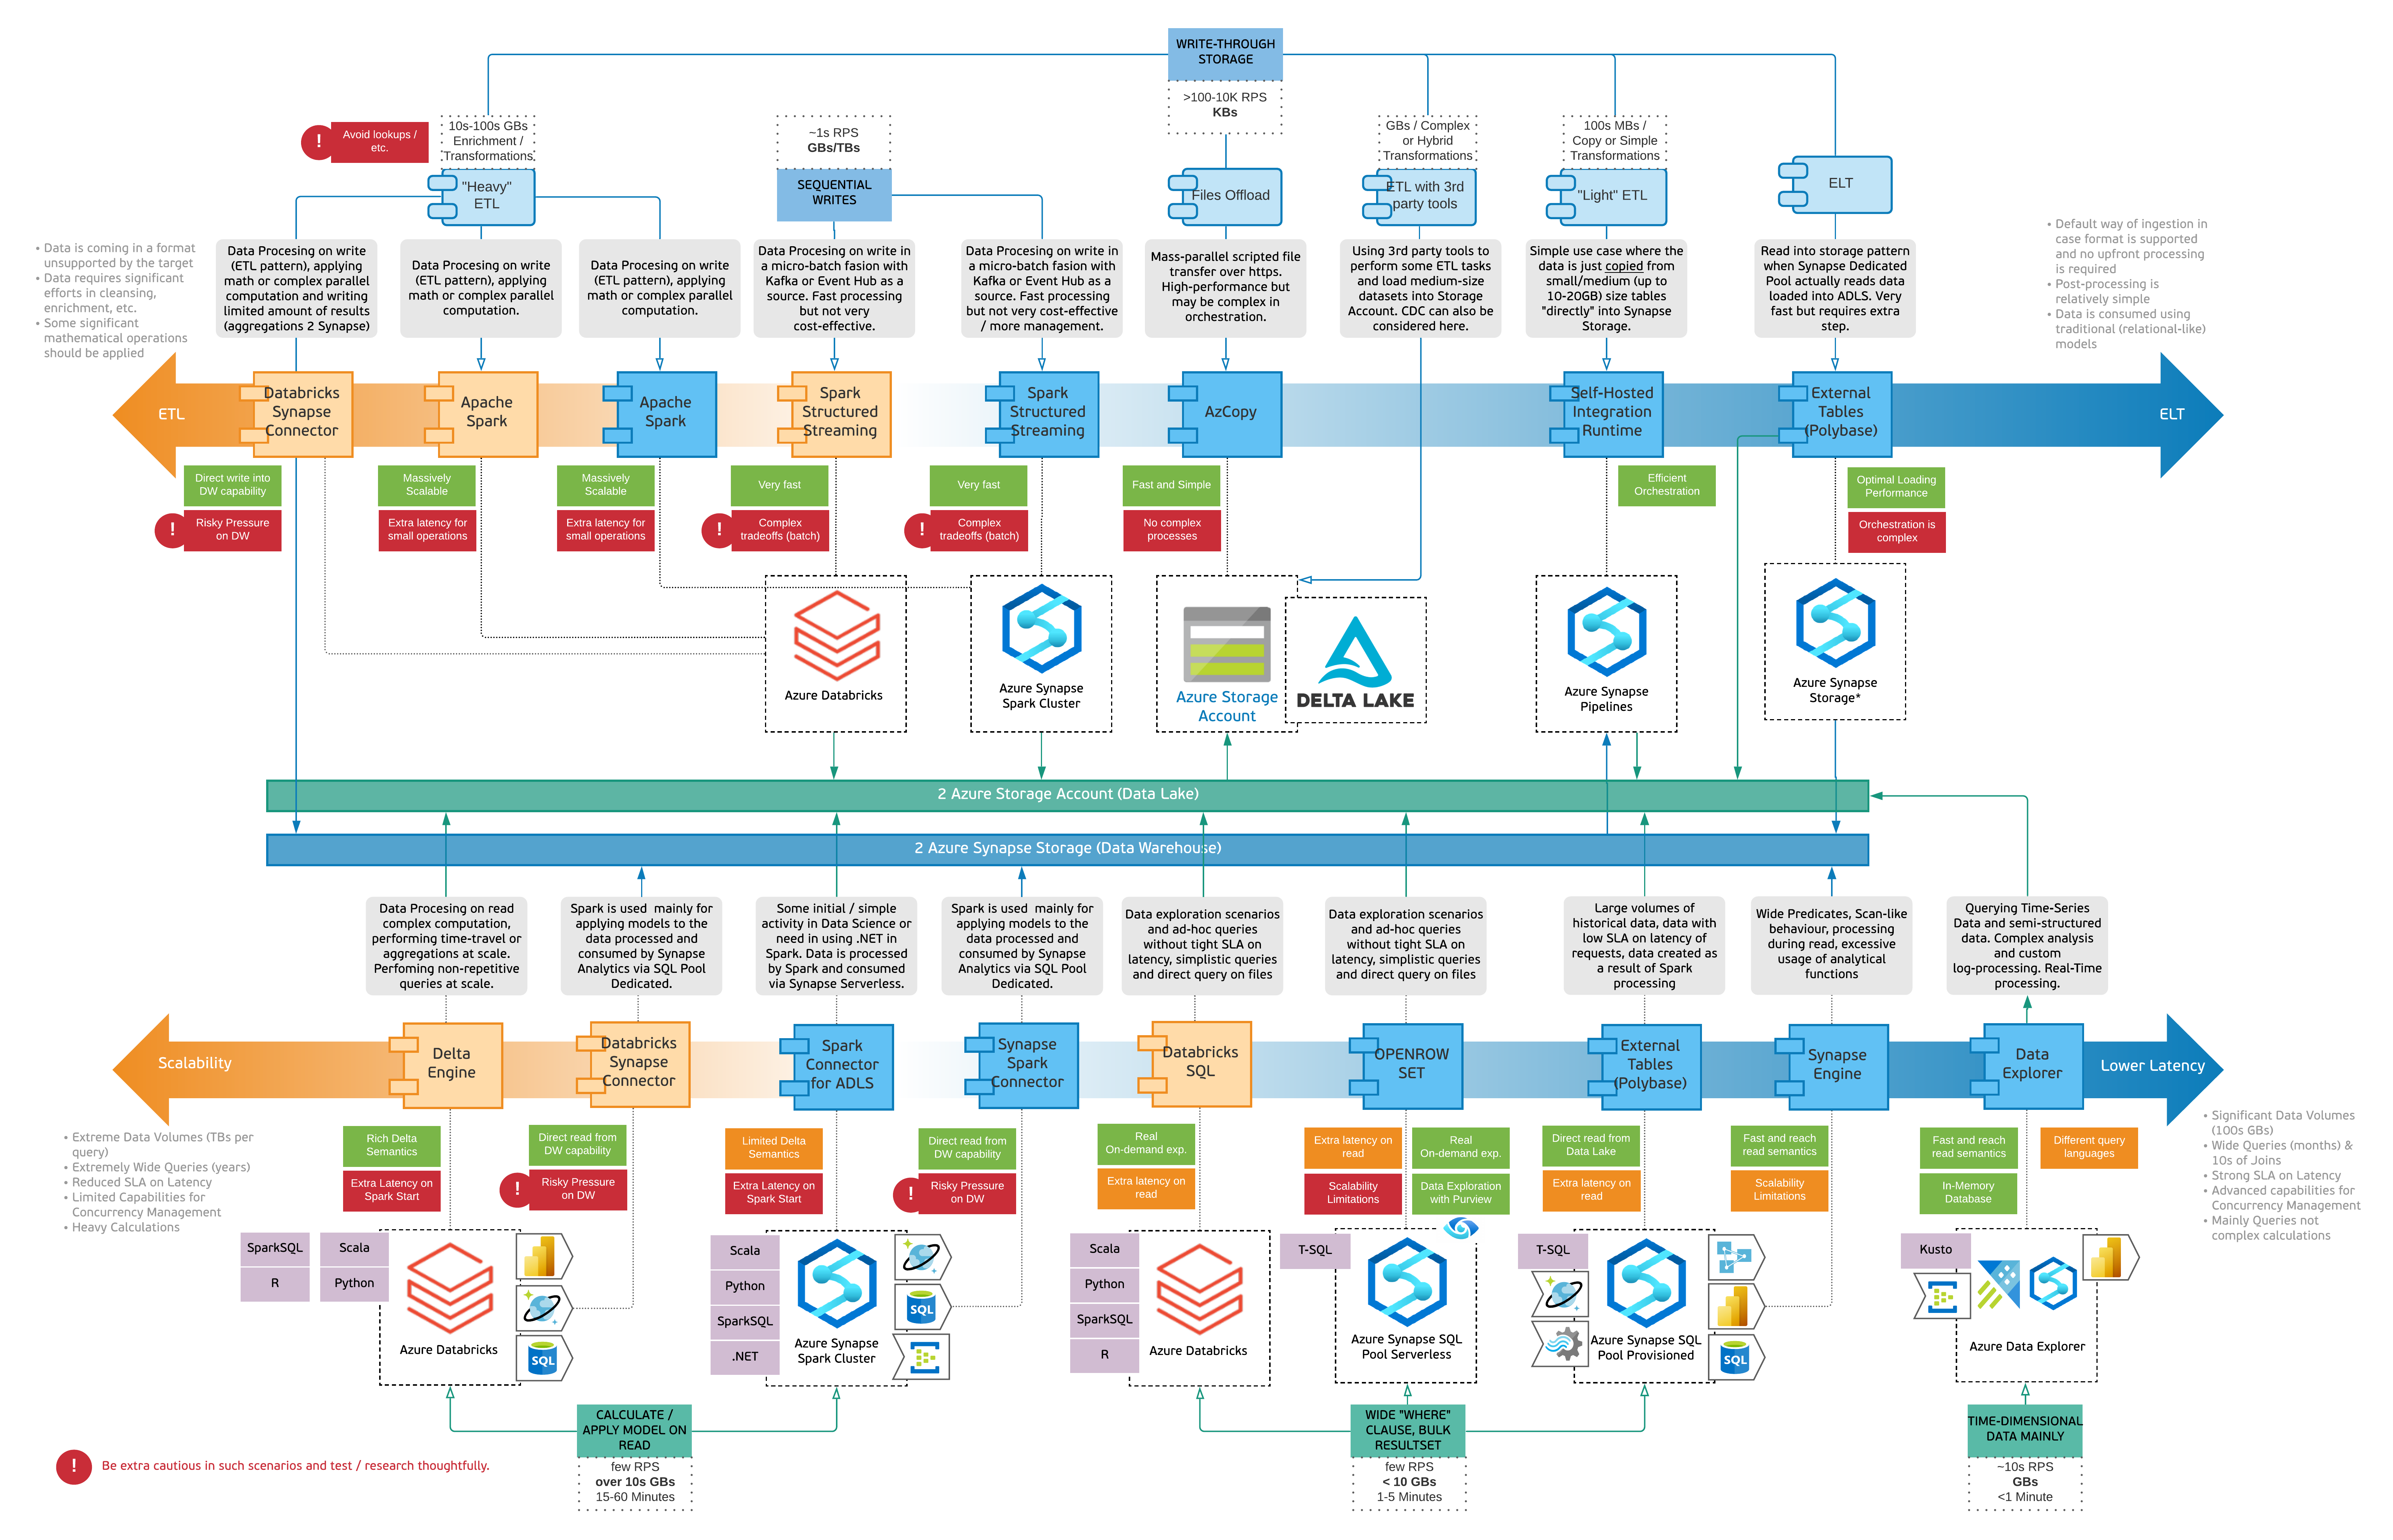 WRITE-THROUGH
STORAGE
>100-10K RPS
KBs
Avoid lookups /
etc.
10s-100s GBs
Enrichment /
Transformations
~1s RPS
GBs/TBs
GBs / Complex
or Hybrid
Transformations
100s MBs /
Copy or Simple
Transformations
"Heavy"
ETL
SEQUENTIAL
WRITES
Files Offload
ETL with 3rd
party tools
"Light" ETL
ELT
• Data is coming in a format
unsupported by the target
• Data requires significant
efforts in cleansing,
enrichment, etc.
• Some significant
mathematical operations
should be applied
Data Procesing on write
(ETL pattern), applying
math or complex parallel
computation and writing
limited amount of results
(aggregations 2 Synapse)
Data Procesing on write
(ETL pattern), applying
math or complex parallel
computation.
Data Procesing on write
(ETL pattern), applying
math or complex parallel
computation.
Data Procesing on write in
a micro-batch fasion with
Kafka or Event Hub as a
source. Fast processing
but not very
cost-effective.
Data Procesing on write in
a micro-batch fasion with
Kafka or Event Hub as a
source. Fast processing
but not very cost-effective
/ more management.
Mass-parallel scripted file
transfer over https.
High-performance but
may be complex in
orchestration.
Using 3rd party tools to
perform some ETL tasks
and load medium-size
datasets into Storage
Account. CDC can also be
considered here.
Simple use case where the
data is just copied from
small/medium (up to
10-20GB) size tables
"directly" into Synapse
Storage.
Read into storage pattern
when Synapse Dedicated
Pool actually reads data
loaded into ADLS. Very
fast but requires extra
step.
• Default way of ingestion in
case format is supported
and no upfront processing
is required
• Post-processing is
relatively simple
• Data is consumed using
traditional (relational-like)
models
ETL
Databricks
Synapse
Connector
Apache
Spark
Apache
Spark
Spark
Structured
Streaming
Spark
Structured
Streaming
AzCopy
Self-Hosted
Integration
Runtime
External
Tables
(Polybase)
ELT
Direct write into
DW capability
! Risky Pressure
on DW
Massively
Scalable
Extra latency for
small operations
Massively
Scalable
Extra latency for
small operations
Very fast
! Complex
tradeoffs (batch)
Very fast
! Complex
tradeoffs (batch)
Fast and Simple
No complex
processes
Efficient
Orchestration
Optimal Loading
Performance
Orchestration is
complex
Azure Databricks
Azure Synapse
Spark Cluster
Azure Storage
Account
DELTA LAKE
Azure Synapse
Pipelines
Azure Synapse
Storage*
2 Azure Storage Account (Data Lake)
2 Azure Synapse Storage (Data Warehouse)
Data Procesing on read
complex computation,
performing time-travel or
aggregations at scale.
Perfoming non-repetitive
queries at scale.
Spark is used mainly for
applying models to the
data processed and
consumed by Synapse
Analytics via SQL Pool
Dedicated.
Some initial / simple
activity in Data Science or
need in using .NET in
Spark. Data is processed
by Spark and consumed
via Synapse Serverless.
Spark is used mainly for
applying models to the
data processed and
consumed by Synapse
Analytics via SQL Pool
Dedicated.
Data exploration scenarios
and ad-hoc queries
without tight SLA on
latency, simplistic queries
and direct query on files
Data exploration scenarios
and ad-hoc queries
without tight SLA on
latency, simplistic queries
and direct query on files
Large volumes of
historical data, data with
low SLA on latency of
requests, data created as
a result of Spark
processing
Wide Predicates, Scan-like
behaviour, processing
during read, excessive
usage of analytical
functions
Querying Time-Series
Data and semi-structured
data. Complex analysis
and custom
log-processing. Real-Time
processing.
Scalability
Delta
Engine
Databricks
Synapse
Connector
Spark
Connector
for ADLS
Synapse
Spark
Connector
Databricks
SQL
OPENROW
SET
External
Tables
(Polybase)
Synapse
Engine
Data
Explorer
Lower Latency
• Extreme Data Volumes (TBs per
query)
• Extremely Wide Queries (years)
• Reduced SLA on Latency
• Limited Capabilities for
Concurrency Management
• Heavy Calculations
Rich Delta
Semantics
Extra Latency on
Spark Start
Direct read from
DW capability
! Risky Pressure
on DW
Limited Delta
Semantics
Extra Latency on
Spark Start
Direct read from
DW capability
! Risky Pressure
on DW
Real
On-demand exp.
Extra latency on
read
Extra latency on
read
Scalability
Limitations
Real
On-demand exp.
Data Exploration
with Purview
Direct read from
Data Lake
Extra latency on
read
Fast and reach
read semantics
Scalability
Limitations
Fast and reach
read semantics
In-Memory
Database
Different query
languages
• Significant Data Volumes
(100s GBs)
• Wide Queries (months) &
10s of Joins
• Strong SLA on Latency
• Advanced capabilities for
Concurrency Management
• Mainly Queries not
complex calculations
SparkSQL
Scala
R
Python
Azure Databricks
SQL
Scala
Python
SparkSQL
.NET
Azure Synapse
Spark Cluster
SQL
Scala
Python
SparkSQL
R
Azure Databricks
T-SQL
Azure Synapse SQL
Pool Serverless
T-SQL
Azure Synapse SQL
Pool Provisioned
SQL
Kusto
Azure Data Explorer
CALCULATE /
APPLY MODEL ON
READ
few RPS
over 10s GBs
15-60 Minutes
WIDE "WHERE"
CLAUSE, BULK
RESULTSET
few RPS
< 10 GBs
1-5 Minutes
TIME-DIMENSIONAL
DATA MAINLY
~10s RPS
GBs
<1 Minute
! Be extra cautious in such scenarios and test / research thoughtfully.